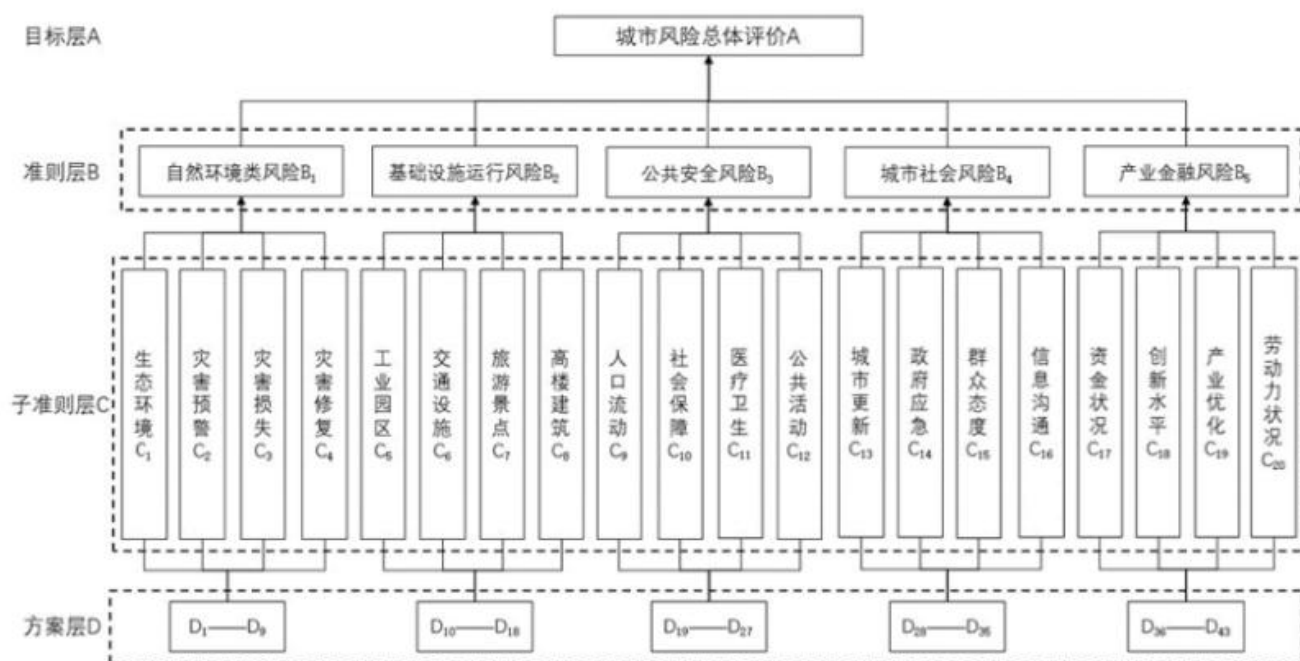 目标层A
城市风险总体评价A
准则层B
自然环境类风险B₁
基础设施运行风险B₂
公共安全风险B₃
城市社会风险B₄
产业金融风险B₅
子准则层C
生态环境C₁
灾害预警C₂
灾害损失C₃
灾害修复C₄
工业园区C₅
交通设施C₆
旅游景点C₇
高楼建筑C₈
人口流动C₉
社会保障C₁₀
医疗卫生C₁₁
公共活动C₁₂
城市更新C₁₃
政府应急C₁₄
群众态度C₁₅
信息沟通C₁₆
资金状况C₁₇
创新水平C₁₈
产业优化C₁₉
劳动力状况C₂₀
方案层D
D₁——D₉
D₁₀——D₁₈
D₁₉——D₂₇
D₂₈——D₃₅
D₃₆——D₄₃